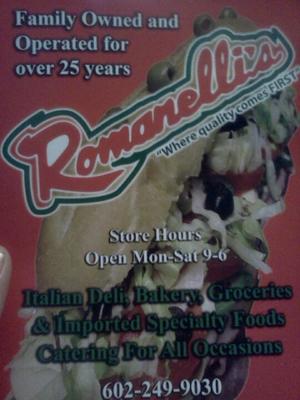 Family Owned and
Operated for
over 25 years
Romanelli's
"Where quality comes FIRST"
Store Hours
Open Mon-Sat 9-6
Italian Deli, Bakery, Groceries
& Imported Specialty Foods
Catering For All Occasions
602-249-9030